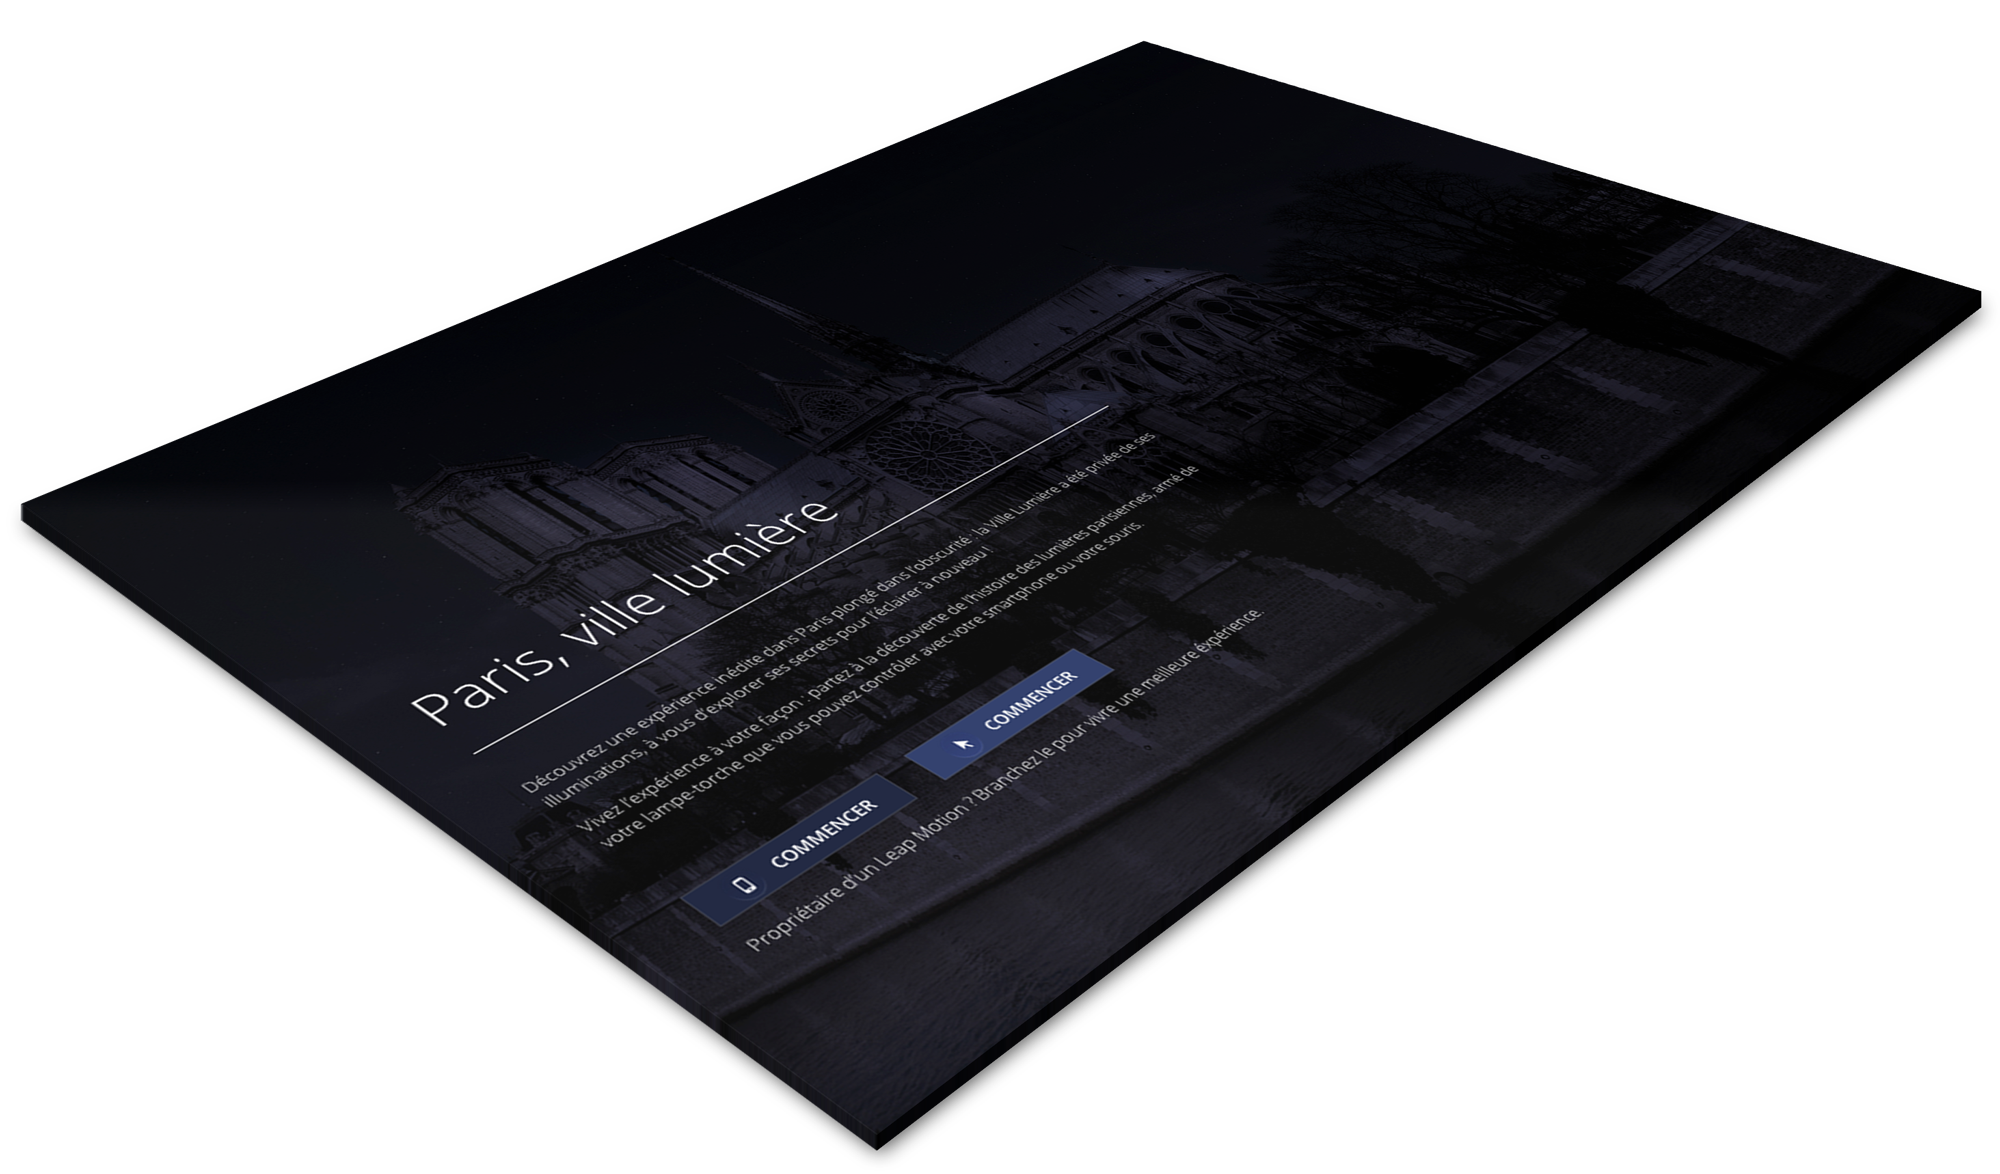 Paris, ville lumière
Découvrez une expérience inédite dans Paris plongé dans l'obscurité : la Ville Lumière a été privée de ses
illuminations, à vous d'explorer ses secrets pour l'éclairer à nouveau !
Vivez l'expérience à votre façon : partez à la découverte de l'histoire des lumières parisiennes, armé de
votre lampe-torche que vous pouvez contrôler avec votre smartphone ou votre souris.
COMMENCER
COMMENCER
Propriétaire d'un Leap Motion ? Branchez le pour vivre une meilleure expérience.